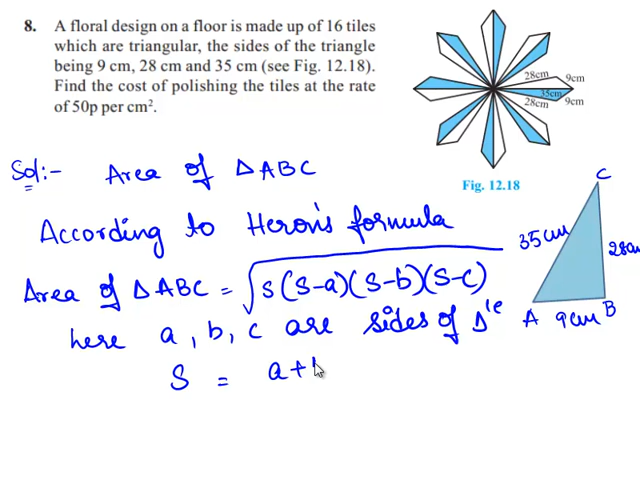 8. A floral design on a floor is made up of 16 tiles
which are triangular, the sides of the triangle
being 9 cm, 28 cm and 35 cm (see Fig. 12.18).
Find the cost of polishing the tiles at the rate
of 50p per cm².
28cm 9cm
35cm
28cm 9cm
Fig. 12.18
Sol:- Area of △ABC
According to Heron's formula
Area of △ABC = √s(s-a)(s-b)(s-c)
here a, b, c are sides of △le
S = a+b
C
35cm
28cm
A 9cm B